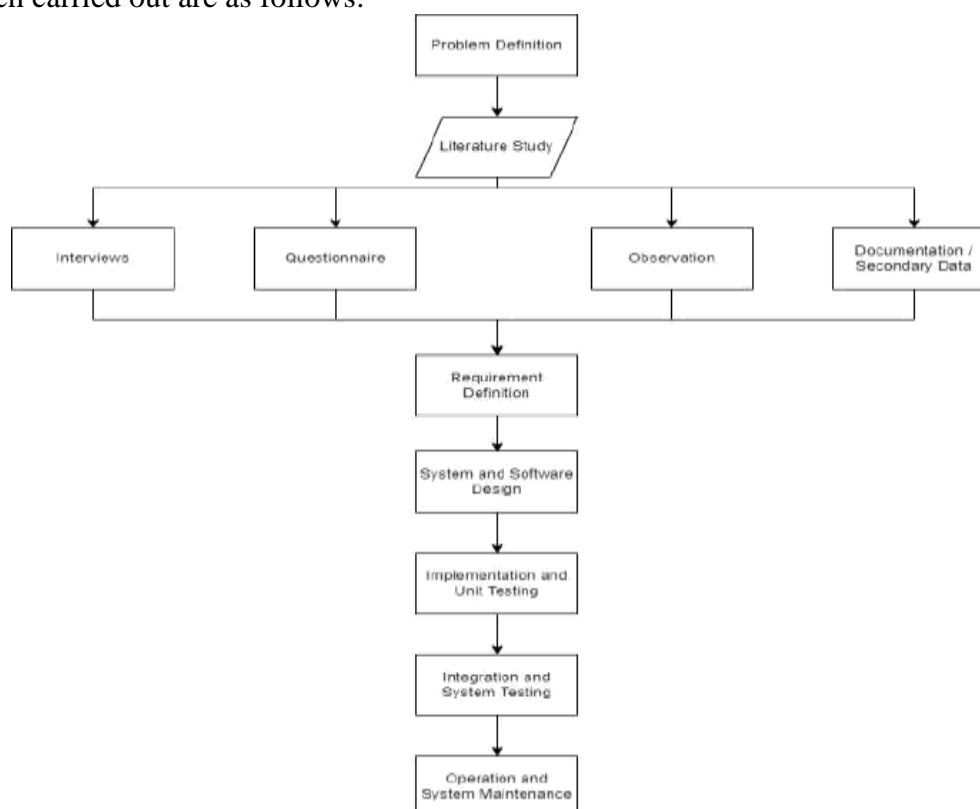 carried out are as follows:
Problem Definition
Literature Study
Interviews
Questionnaire
Observation
Documentation /
Secondary Data
Requirement
Definition
System and Software
Design
Implementation and
Unit Testing
Integration and
System Testing
Operation and
System Maintenance